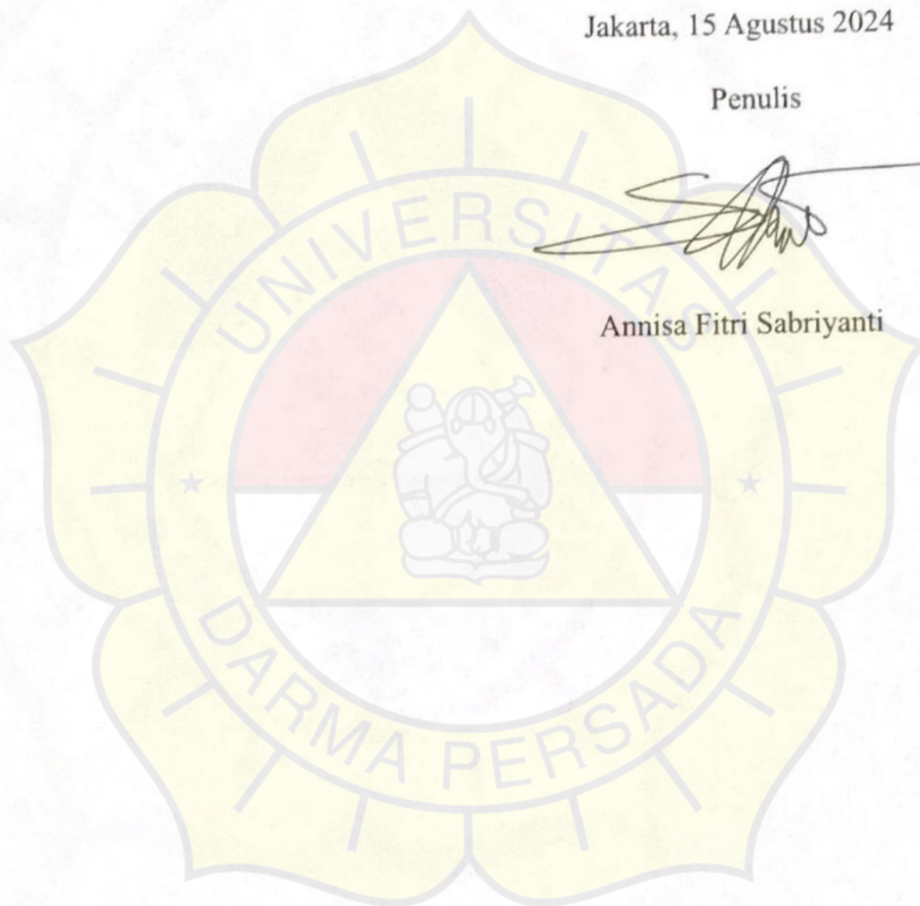 Jakarta, 15 Agustus 2024
Penulis
Annisa Fitri Sabriyanti
UNIVERSITAS
DARMA PERSADA